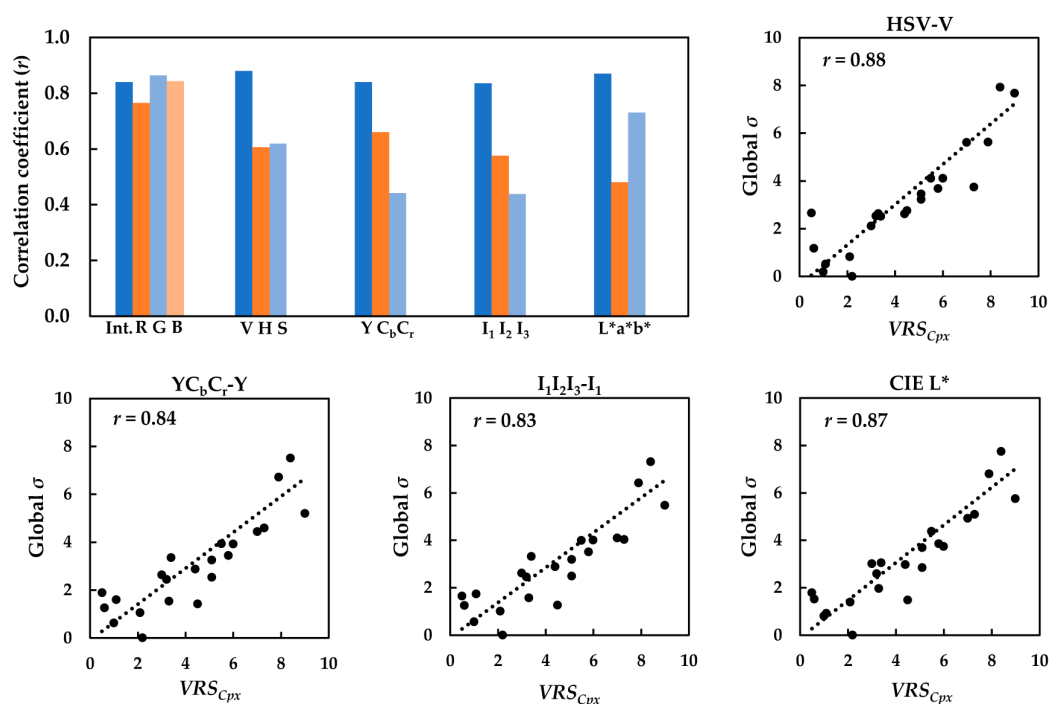 Correlation coefficient (r)
1.0
0.8
0.6
0.4
0.2
0.0
Int. R G B
V H S
Y CbCr
I1 I2 I3
L*a*b*
HSV-V
r = 0.88
Global σ
10
8
6
4
2
0
0 2 4 6 8 10
VRSCpx
YCbCr-Y
r = 0.84
Global σ
10
8
6
4
2
0
0 2 4 6 8 10
VRSCpx
I1I2I3-I1
r = 0.83
Global σ
10
8
6
4
2
0
0 2 4 6 8 10
VRSCpx
CIE L*
r = 0.87
Global σ
10
8
6
4
2
0
0 2 4 6 8 10
VRSCpx